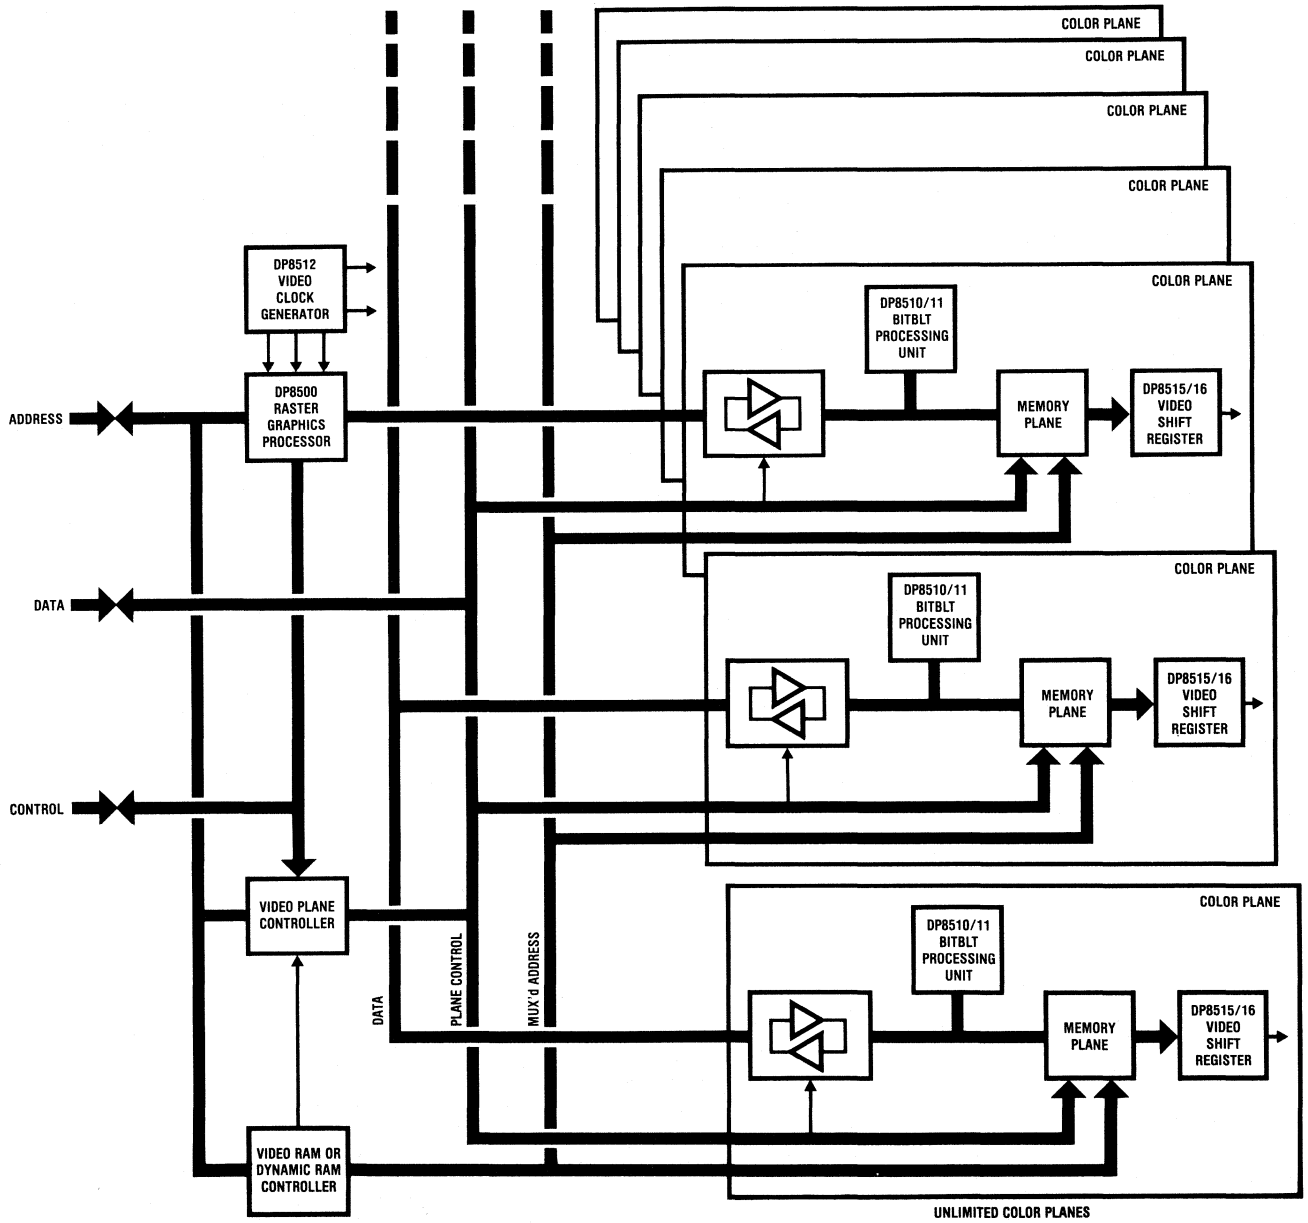 COLOR PLANE
COLOR PLANE
COLOR PLANE
COLOR PLANE
COLOR PLANE
DP8512
VIDEO
CLOCK
GENERATOR
DP8510/11
BITBLT
PROCESSING
UNIT
ADDRESS
DP8500
RASTER
GRAPHICS
PROCESSOR
MEMORY
PLANE
DP8515/16
VIDEO
SHIFT
REGISTER
COLOR PLANE
DP8510/11
BITBLT
PROCESSING
UNIT
DATA
MEMORY
PLANE
DP8515/16
VIDEO
SHIFT
REGISTER
CONTROL
VIDEO PLANE
CONTROLLER
DATA
PLANE CONTROL
MUX'd ADDRESS
COLOR PLANE
DP8510/11
BITBLT
PROCESSING
UNIT
MEMORY
PLANE
DP8515/16
VIDEO
SHIFT
REGISTER
VIDEO RAM OR
DYNAMIC RAM
CONTROLLER
UNLIMITED COLOR PLANES